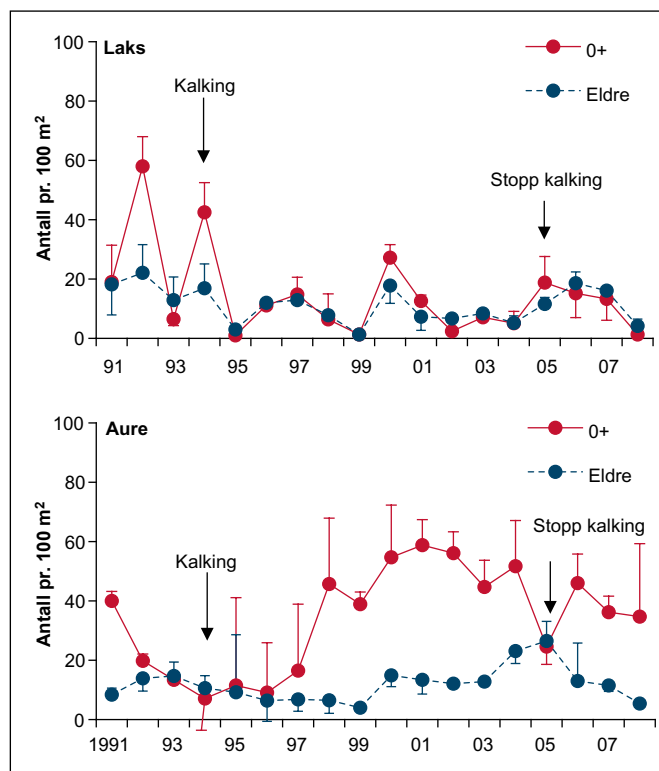 Laks
0+
Eldre
Kalking
Stopp kalking
Antall pr. 100 m²
100
80
60
40
20
0
91 93 95 97 99 01 03 05 07
Aure
0+
Eldre
Kalking
Stopp kalking
Antall pr. 100 m²
100
80
60
40
20
0
1991 93 95 97 99 01 03 05 07